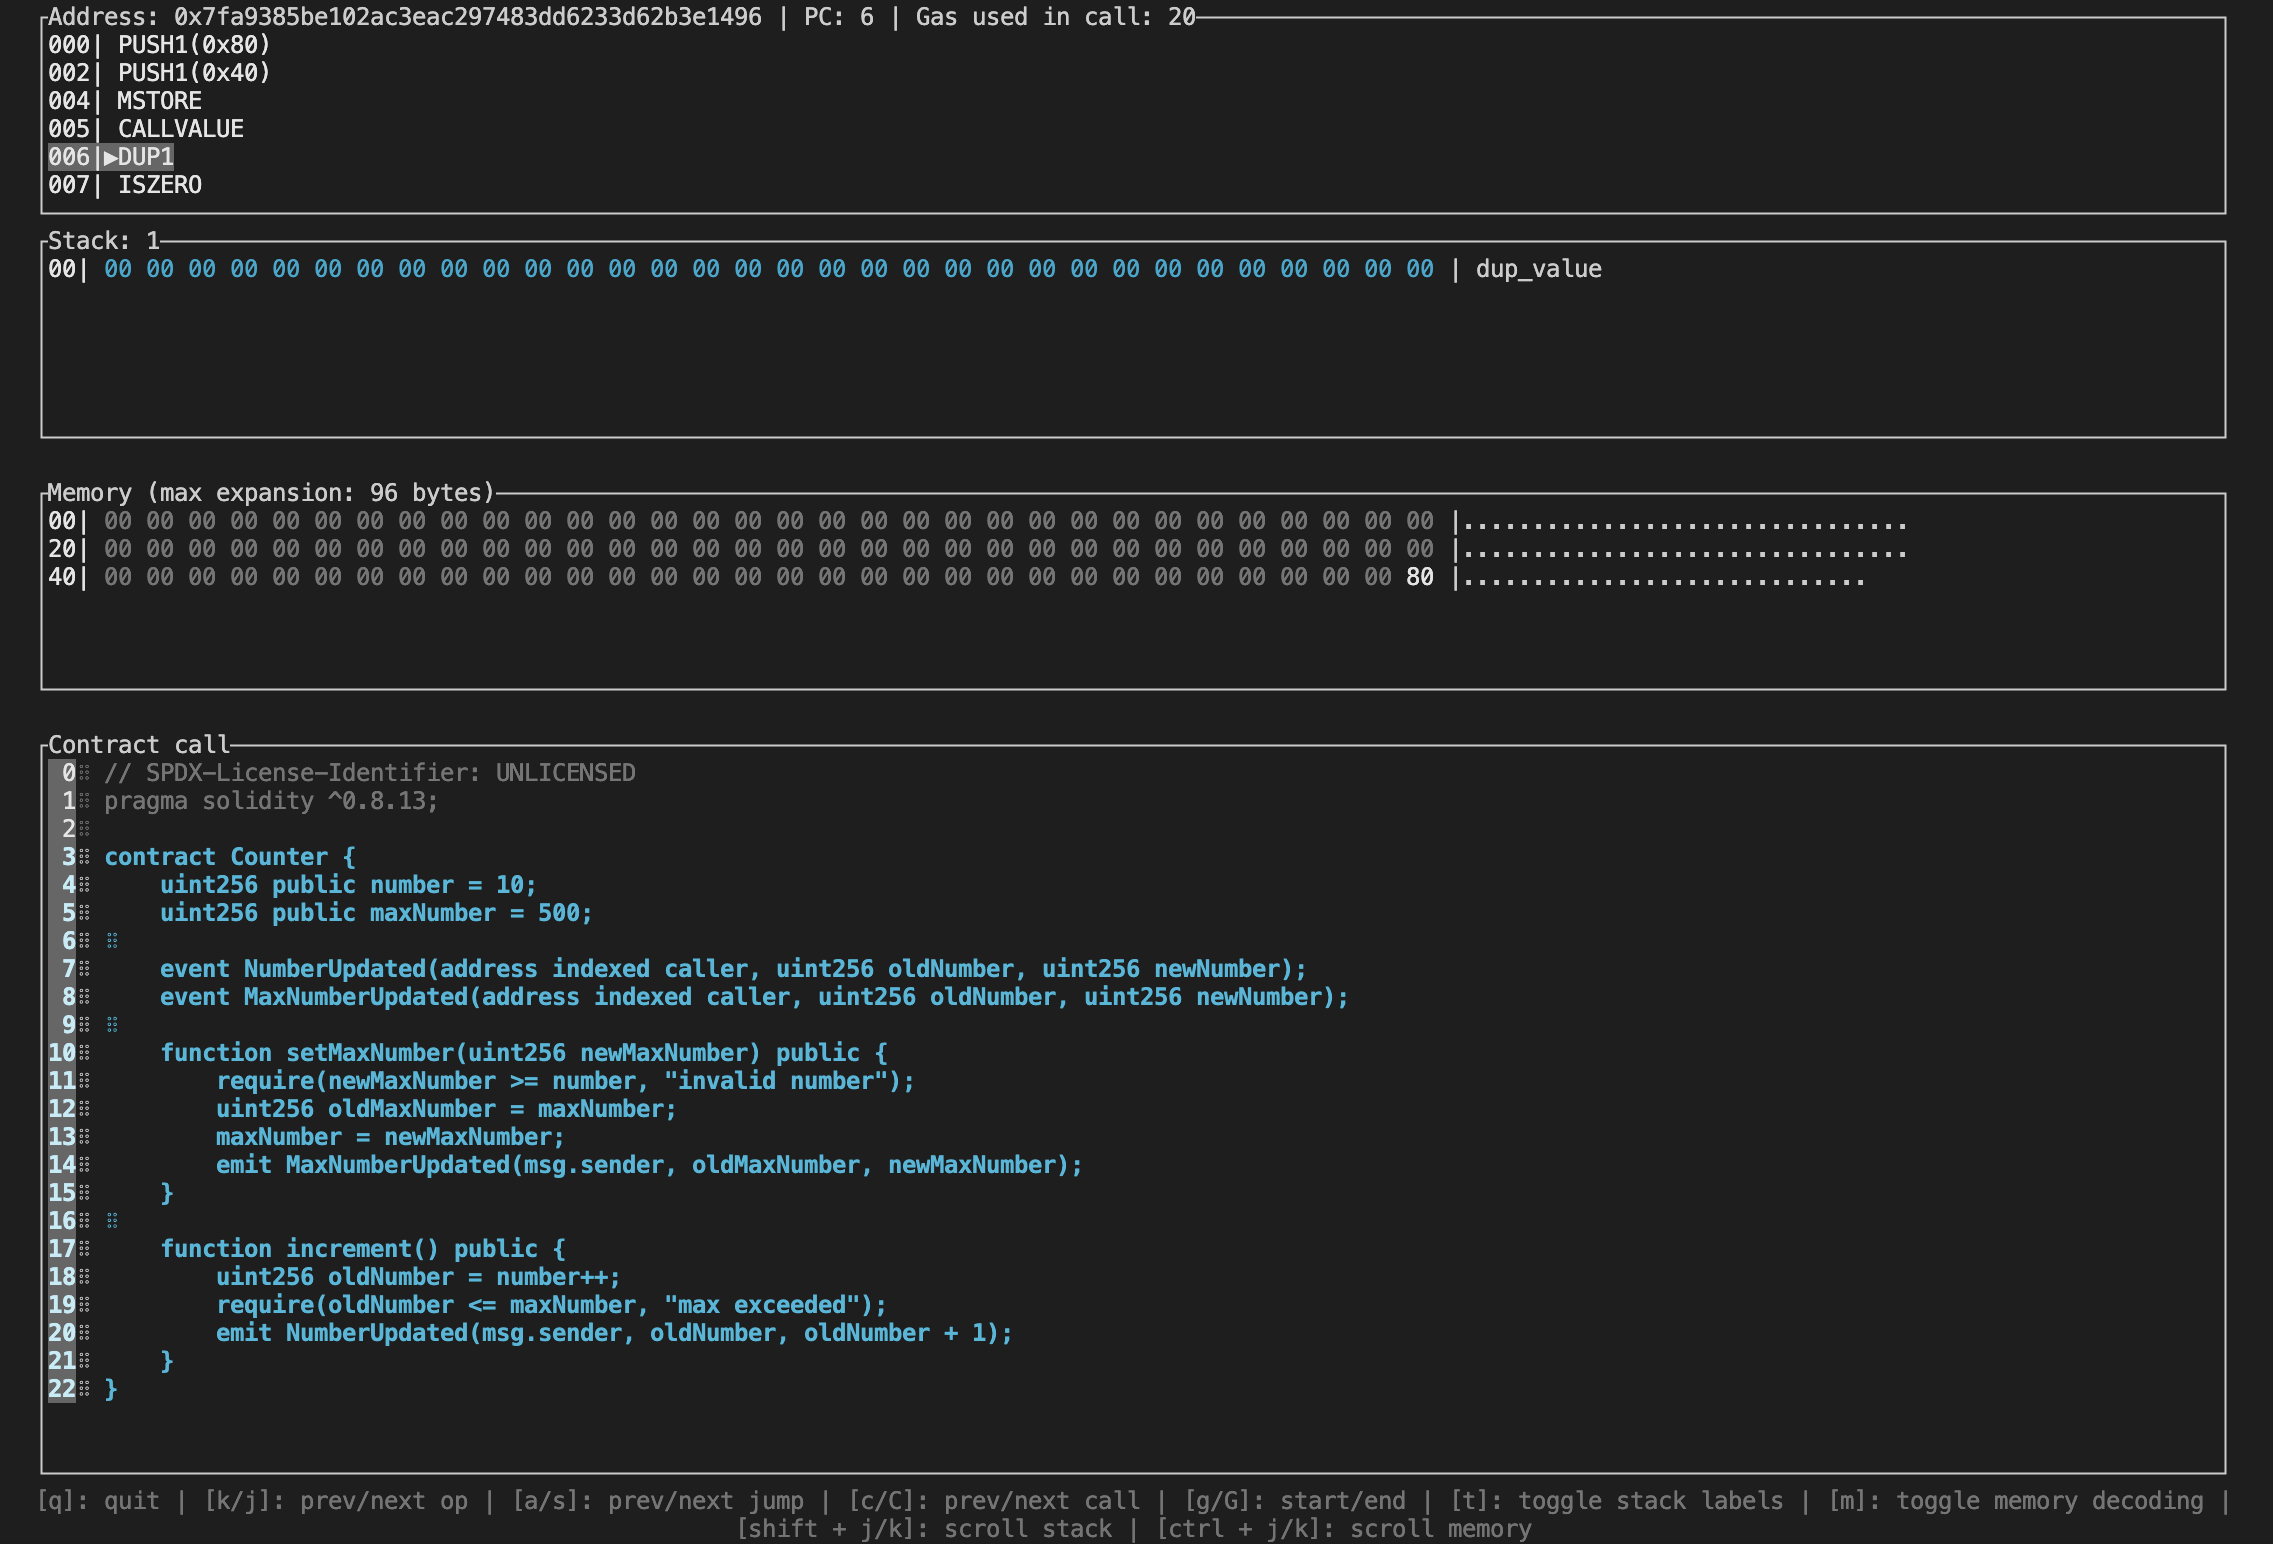 Address: 0x7fa9385be102ac3eac297483dd6233d62b3e1496 | PC: 6 | Gas used in call: 20
000| PUSH1(0x80)
002| PUSH1(0x40)
004| MSTORE
005| CALLVALUE
006|▶DUP1
007| ISZERO
Stack: 1
00| 00 00 00 00 00 00 00 00 00 00 00 00 00 00 00 00 00 00 00 00 00 00 00 00 00 00 00 00 00 00 00 00 | dup_value
Memory (max expansion: 96 bytes)
00| 00 00 00 00 00 00 00 00 00 00 00 00 00 00 00 00 00 00 00 00 00 00 00 00 00 00 00 00 00 00 00 00 |................................
20| 00 00 00 00 00 00 00 00 00 00 00 00 00 00 00 00 00 00 00 00 00 00 00 00 00 00 00 00 00 00 00 00 |................................
40| 00 00 00 00 00 00 00 00 00 00 00 00 00 00 00 00 00 00 00 00 00 00 00 00 00 00 00 00 00 00 00 80 |.............................
Contract call
0 // SPDX-License-Identifier: UNLICENSED
1 pragma solidity ^0.8.13;
2
3 contract Counter {
4     uint256 public number = 10;
5     uint256 public maxNumber = 500;
6
7     event NumberUpdated(address indexed caller, uint256 oldNumber, uint256 newNumber);
8     event MaxNumberUpdated(address indexed caller, uint256 oldNumber, uint256 newNumber);
9
10     function setMaxNumber(uint256 newMaxNumber) public {
11         require(newMaxNumber >= number, "invalid number");
12         uint256 oldMaxNumber = maxNumber;
13         maxNumber = newMaxNumber;
14         emit MaxNumberUpdated(msg.sender, oldMaxNumber, newMaxNumber);
15     }
16
17     function increment() public {
18         uint256 oldNumber = number++;
19         require(oldNumber <= maxNumber, "max exceeded");
20         emit NumberUpdated(msg.sender, oldNumber, oldNumber + 1);
21     }
22 }
[q]: quit | [k/j]: prev/next op | [a/s]: prev/next jump | [c/C]: prev/next call | [g/G]: start/end | [t]: toggle stack labels | [m]: toggle memory decoding |
[shift + j/k]: scroll stack | [ctrl + j/k]: scroll memory